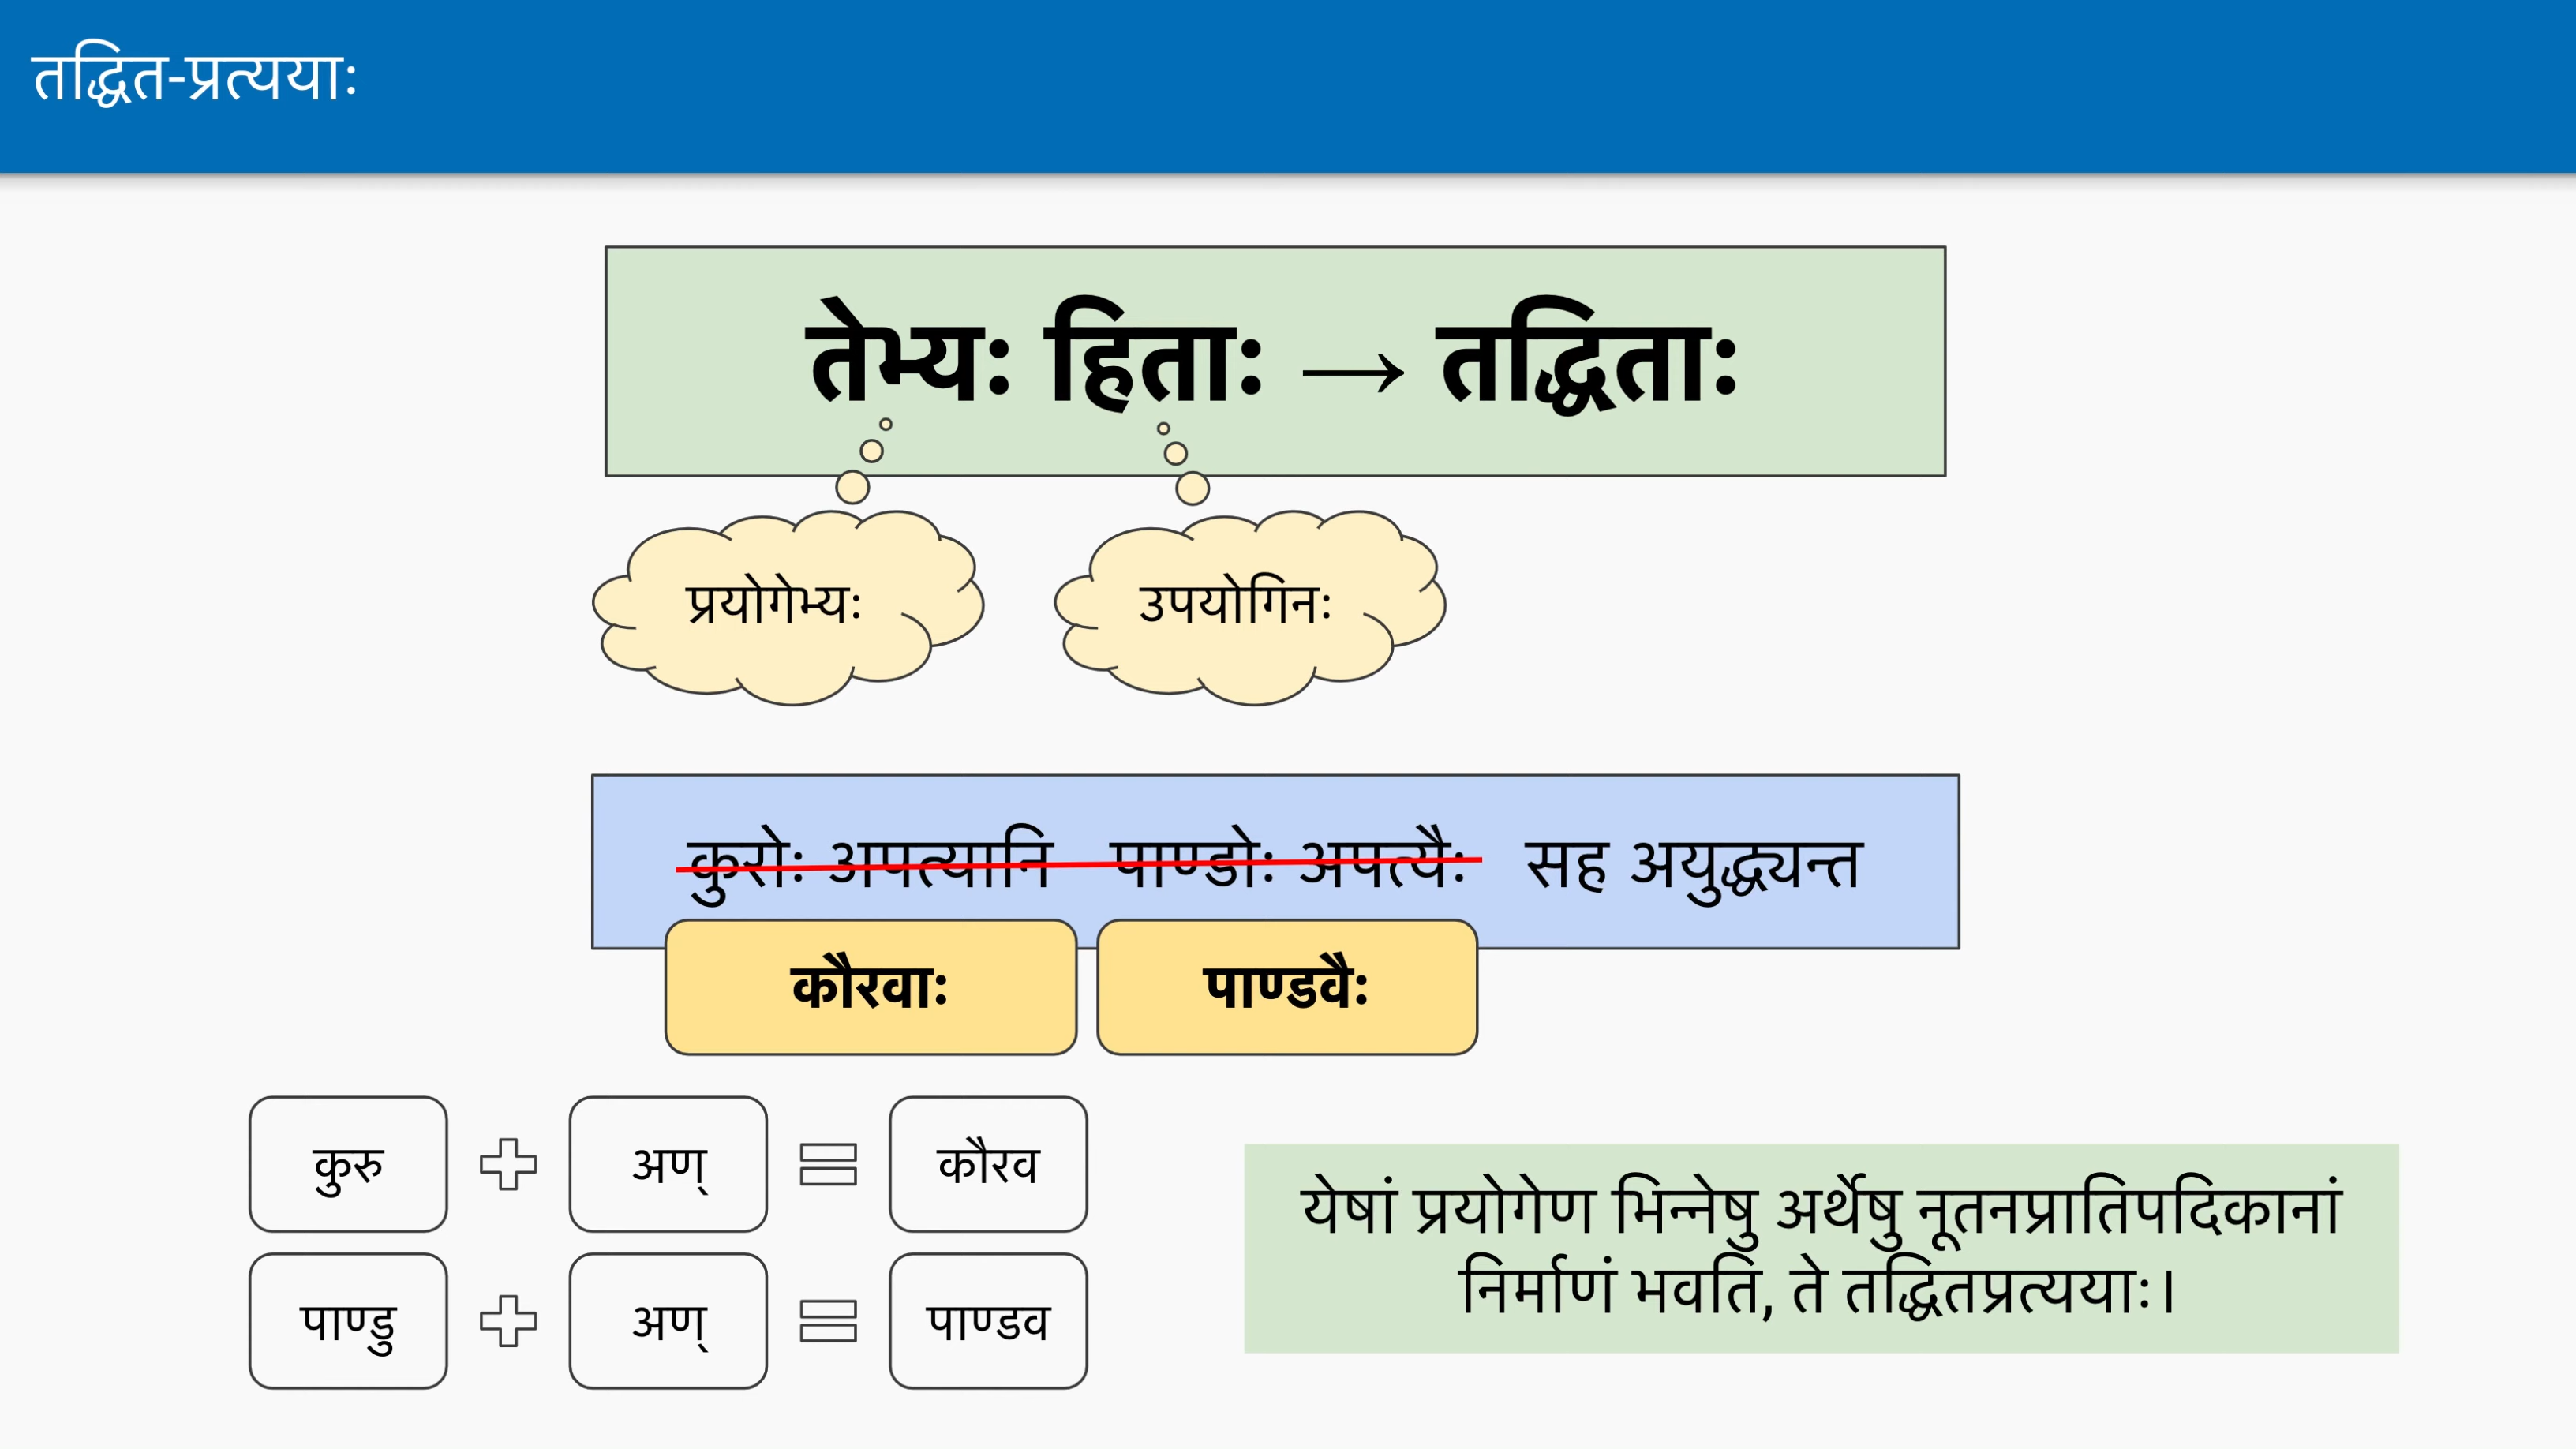 तद्धित-प्रत्ययाः
तेभ्यः हिताः → तद्धिताः
प्रयोगेभ्यः
उपयोगिनः
कुरोः अपत्यानि पाण्डोः अपत्यैः सह अयुद्ध्यन्त
कौरवाः
पाण्डवैः
कुरु + अण् = कौरव
पाण्डु + अण् = पाण्डव
येषां प्रयोगेण भिन्नेषु अर्थेषु नूतनप्रातिपदिकानां
निर्माणं भवति, ते तद्धितप्रत्ययाः।